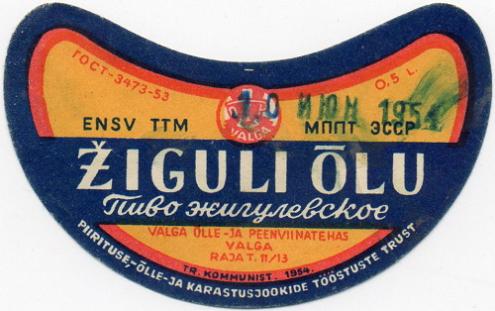 ГОСТ-3473-53
0,5 L.
VALGA
10 ИЮН 1954
ENSV TTM
МППТ ЭССР
ŽIGULI ÕLU
Пиво жигулевское
VALGA ÕLLE-JA PEENVIINATEHAS
VALGA
RAJA T. 11/13
TR. KOMMUNIST. 1954.
PIIRITUSE,-ÕLLE-JA KARASTUSJOOKIDE TÖÖSTUSTE TRUST